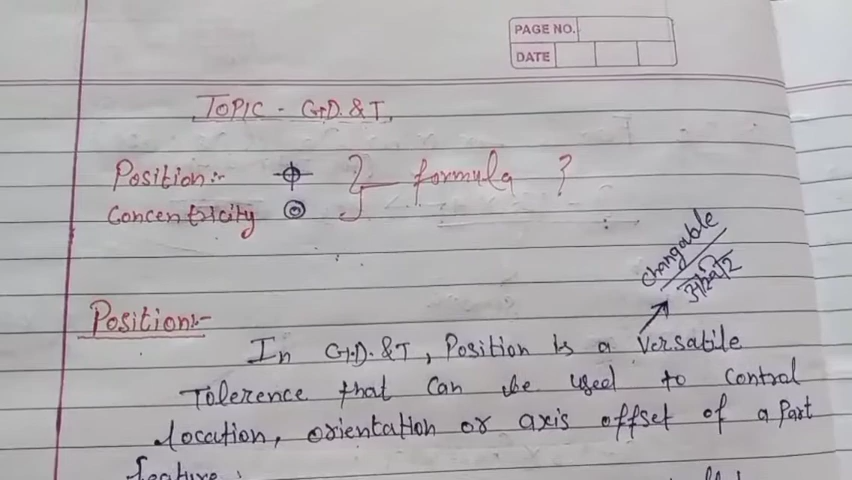 PAGE NO.
DATE
TOPIC - G.D.&T.
Position:- ⌖ } formula ?
Concentricity ◎
changable
Position:-
In G.D.&T, Position is a versatile
Tolerence that can be used to control
location, orientation or axis offset of a Part
feature.